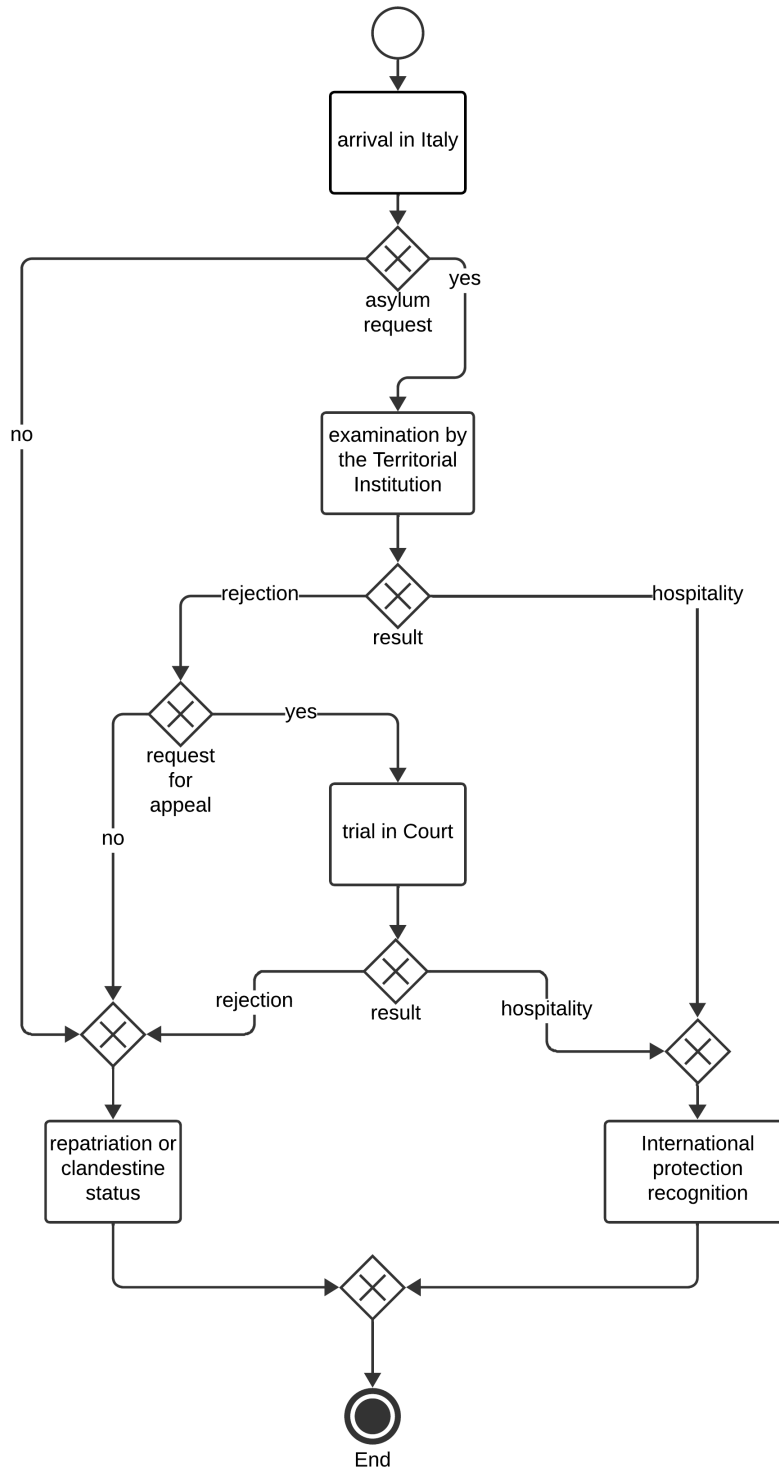 arrival in Italy
yes
asylum
request
no
examination by
the Territorial
Institution
rejection
hospitality
result
yes
request
for
appeal
trial in Court
no
rejection
hospitality
result
repatriation or
clandestine
status
International
protection
recognition
End